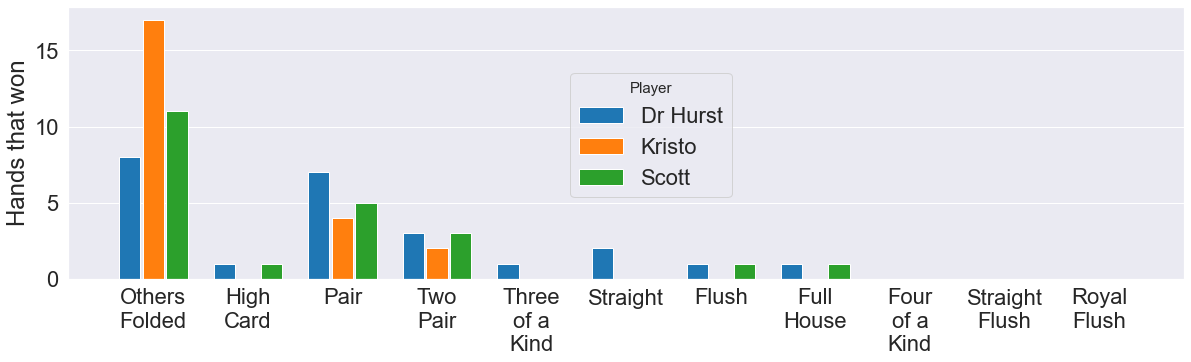 Hands that won
15
10
5
0
Player
Dr Hurst
Kristo
Scott
Others
Folded
High
Card
Pair
Two
Pair
Three
of a
Kind
Straight
Flush
Full
House
Four
of a
Kind
Straight
Flush
Royal
Flush